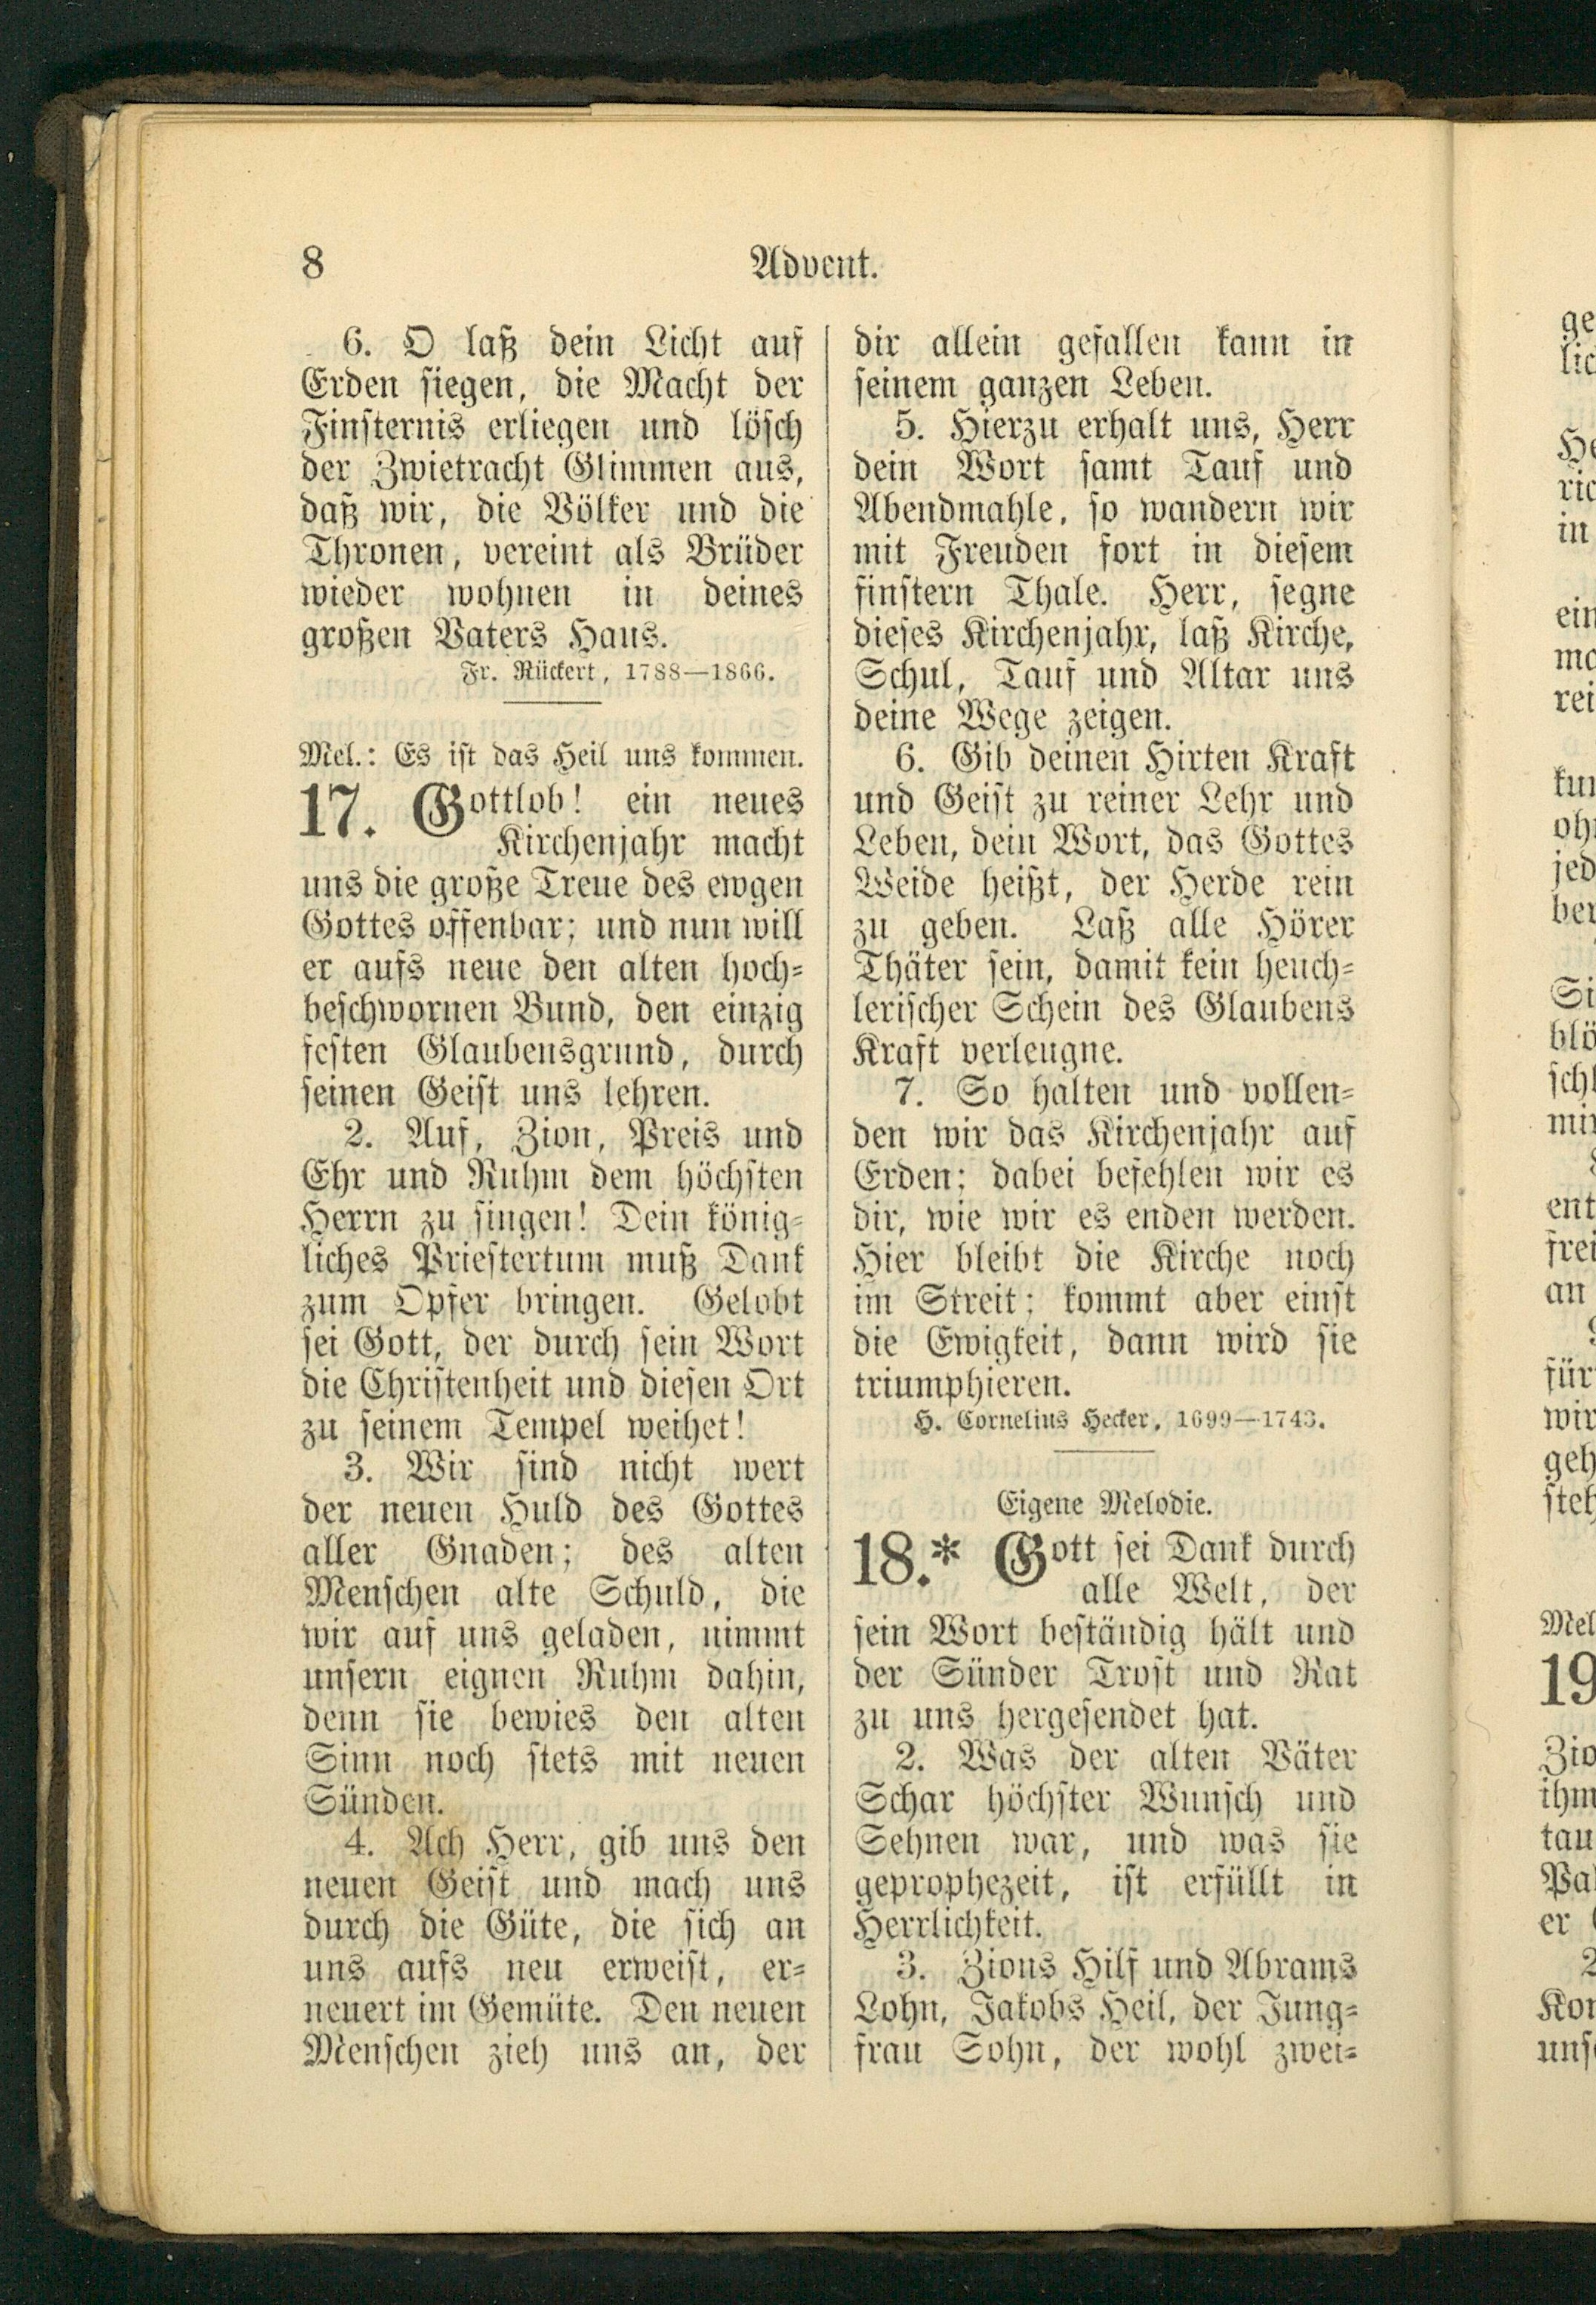 8
Advent.
6. O laß dein Licht auf
Erden siegen, die Macht der
Finsternis erliegen und lösch
der Zwietracht Glimmen aus,
daß wir, die Völker und die
Thronen, vereint als Brüder
wieder wohnen in deines
großen Vaters Haus.
Fr. Rückert, 1788—1866.
Mel.: Es ist das Heil uns kommen.
17. Gottlob! ein neues
Kirchenjahr macht
uns die große Treue des ewgen
Gottes offenbar; und nun will
er aufs neue den alten hoch-
beschwornen Bund, den einzig
festen Glaubensgrund, durch
seinen Geist uns lehren.
2. Auf, Zion, Preis und
Ehr und Ruhm dem höchsten
Herrn zu singen! Dein könig-
liches Priestertum muß Dank
zum Opfer bringen. Gelobt
sei Gott, der durch sein Wort
die Christenheit und diesen Ort
zu seinem Tempel weihet!
3. Wir sind nicht wert
der neuen Huld des Gottes
aller Gnaden; des alten
Menschen alte Schuld, die
wir auf uns geladen, nimmt
unsern eignen Ruhm dahin,
denn sie bewies den alten
Sinn noch stets mit neuen
Sünden.
4. Ach Herr, gib uns den
neuen Geist und mach uns
durch die Güte, die sich an
uns aufs neu erweist, er-
neuert im Gemüte. Den neuen
Menschen zieh uns an, der
dir allein gefallen kann in
seinem ganzen Leben.
5. Hierzu erhalt uns, Herr
dein Wort samt Tauf und
Abendmahle, so wandern wir
mit Freuden fort in diesem
finstern Thale. Herr, segne
dieses Kirchenjahr, laß Kirche,
Schul, Tauf und Altar uns
deine Wege zeigen.
6. Gib deinen Hirten Kraft
und Geist zu reiner Lehr und
Leben, dein Wort, das Gottes
Weide heißt, der Herde rein
zu geben. Laß alle Hörer
Thäter sein, damit kein heuch-
lerischer Schein des Glaubens
Kraft verleugne.
7. So halten und vollen-
den wir das Kirchenjahr auf
Erden; dabei befehlen wir es
dir, wie wir es enden werden.
Hier bleibt die Kirche noch
im Streit; kommt aber einst
die Ewigkeit, dann wird sie
triumphieren.
H. Cornelius Hecker, 1699—1743.
Eigene Melodie.
18.* Gott sei Dank durch
alle Welt, der
sein Wort beständig hält und
der Sünder Trost und Rat
zu uns hergesendet hat.
2. Was der alten Väter
Schar höchster Wunsch und
Sehnen war, und was sie
geprophezeit, ist erfüllt in
Herrlichkeit.
3. Zions Hilf und Abrams
Lohn, Jakobs Heil, der Jung-
frau Sohn, der wohl zwei-